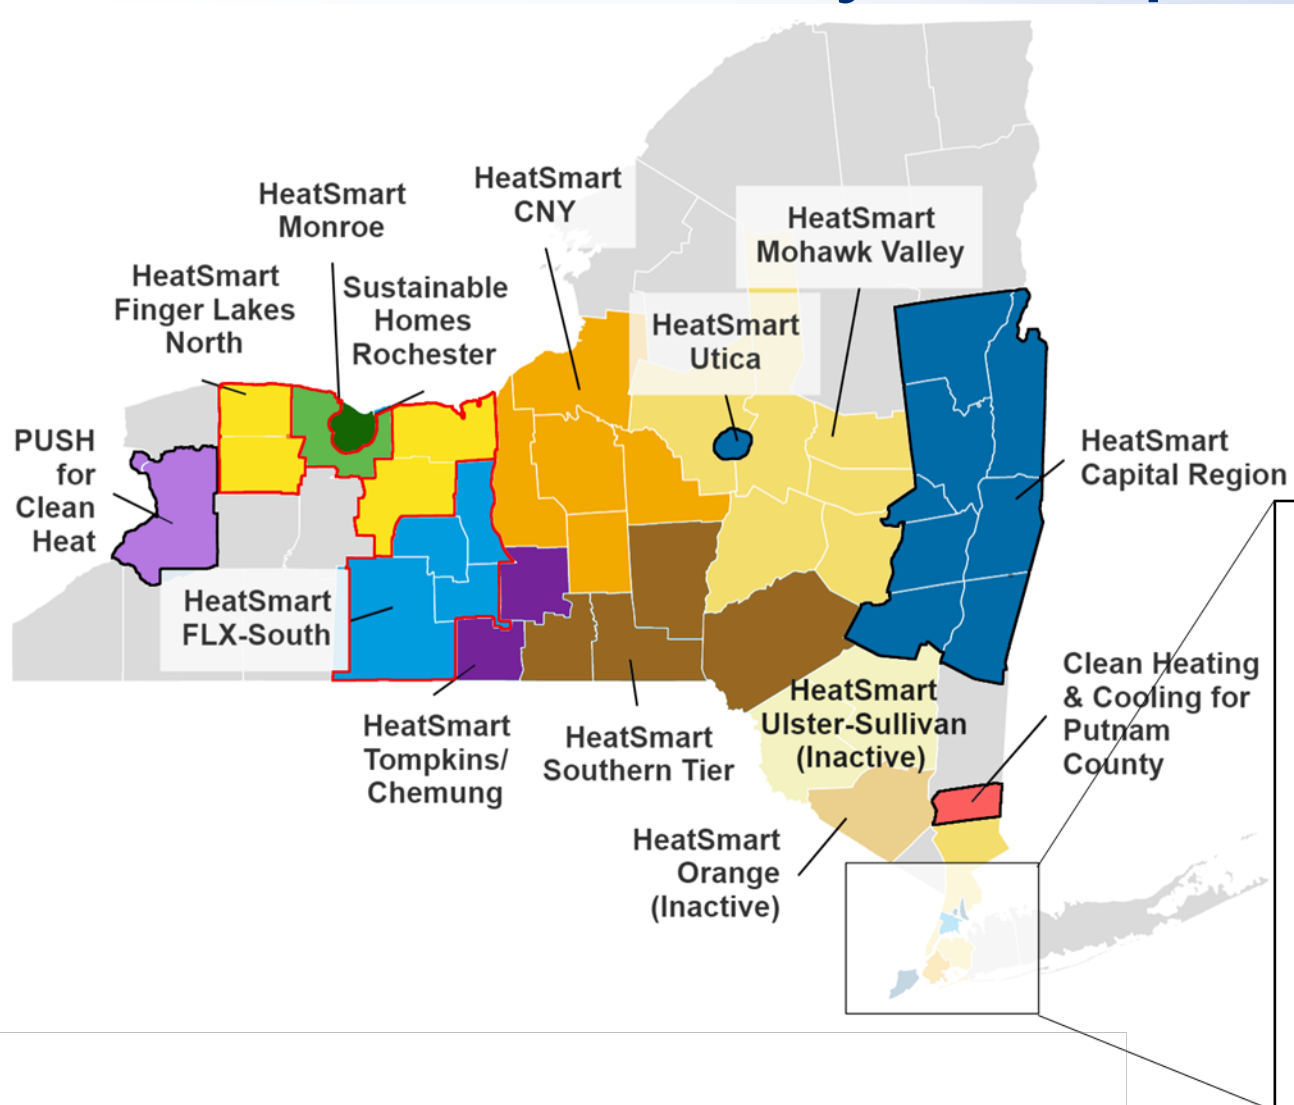 HeatSmart
CNY
HeatSmart
Monroe
HeatSmart
Mohawk Valley
HeatSmart
Finger Lakes
North
Sustainable
Homes
Rochester
HeatSmart
Utica
PUSH
for
Clean
Heat
HeatSmart
Capital Region
HeatSmart
FLX-South
Clean Heating
& Cooling for
Putnam
County
HeatSmart
Ulster-Sullivan
(Inactive)
HeatSmart
Tompkins/
Chemung
HeatSmart
Southern Tier
HeatSmart
Orange
(Inactive)